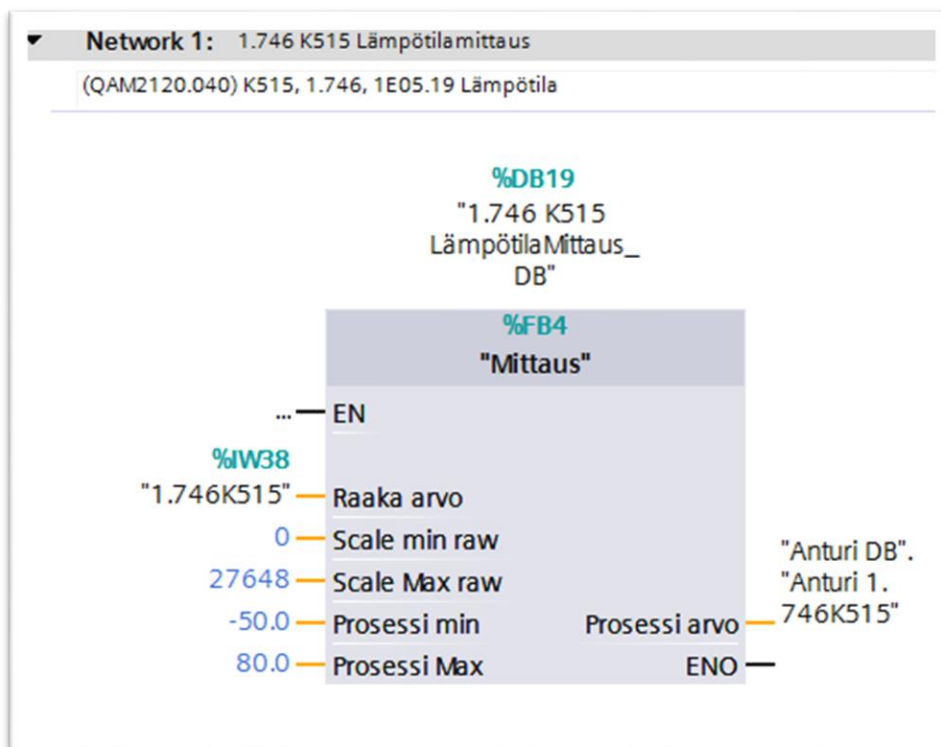 Network 1: 1.746 K515 Lämpötilamittaus
(QAM2120.040) K515, 1.746, 1E05.19 Lämpötila
%DB19
"1.746 K515
LämpötilaMittaus_
DB"
%FB4
"Mittaus"
... EN
%IW38
"1.746K515" Raaka arvo
0 Scale min raw
27648 Scale Max raw
-50.0 Prosessi min
80.0 Prosessi Max
Prosessi arvo
"Anturi DB".
"Anturi 1.
746K515"
ENO